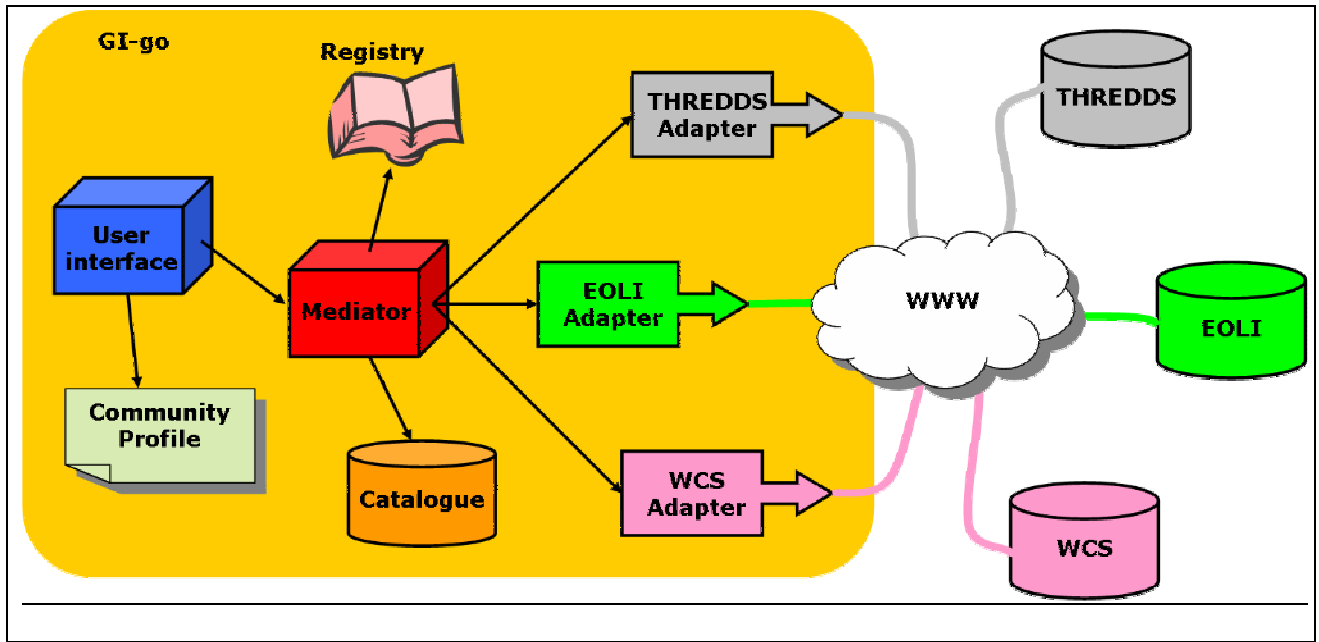 GI-go
Registry
THREDDS
Adapter
THREDDS
User
interface
Mediator
EOLI
Adapter
WWW
EOLI
Community
Profile
Catalogue
WCS
Adapter
WCS